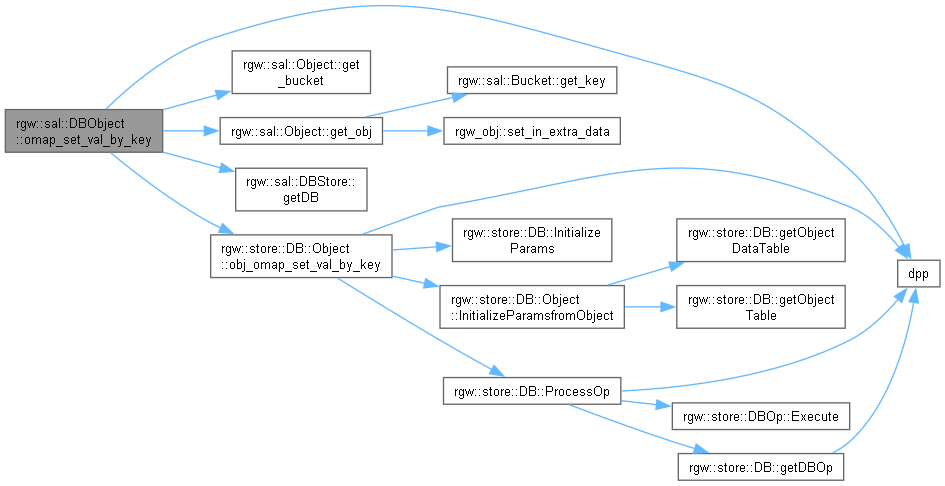 rgw::sal::DBObject
::omap_set_val_by_key
rgw::sal::Object::get
_bucket
rgw::sal::Object::get_obj
rgw::sal::DBStore::
getDB
rgw::store::DB::Object
::obj_omap_set_val_by_key
rgw::sal::Bucket::get_key
rgw_obj::set_in_extra_data
rgw::store::DB::Initialize
Params
rgw::store::DB::Object
::InitializeParamsfromObject
rgw::store::DB::ProcessOp
rgw::store::DB::getObject
DataTable
rgw::store::DB::getObject
Table
rgw::store::DBOp::Execute
rgw::store::DB::getDBOp
dpp